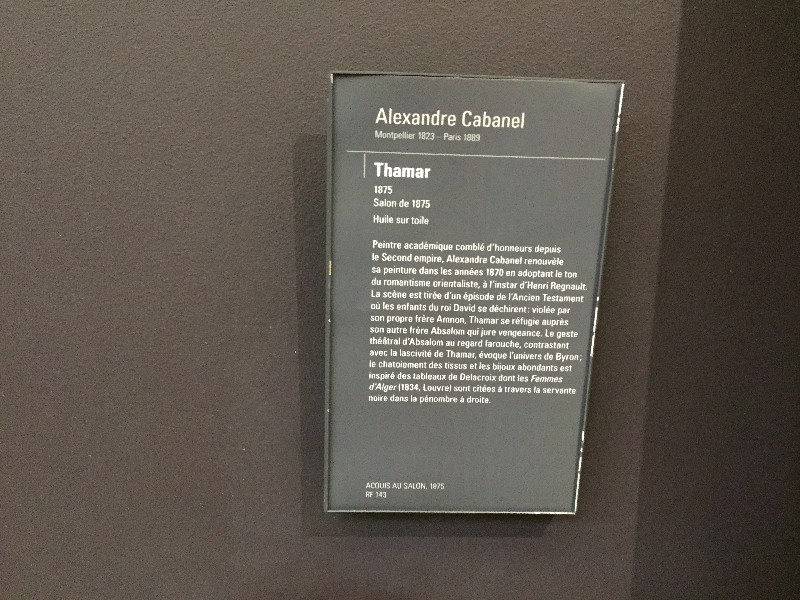 Alexandre Cabanel
Montpellier 1823 – Paris 1889
Thamar
1875
Salon de 1875
Huile sur toile
Peintre académique comblé d'honneurs depuis
le Second empire, Alexandre Cabanel renouvèle
sa peinture dans les années 1870 en adoptant le ton
du romantisme orientaliste, à l'instar d'Henri Regnault.
La scène est tirée d'un épisode de l'Ancien Testament
où les enfants du roi David se déchirent : violée par
son propre frère Amnon, Thamar se réfugie auprès
son autre frère Absalom qui jure vengeance. Le geste
théâtral d'Absalom au regard farouche, contrastant
avec la lascivité de Thamar, évoque l'univers de Byron ;
le chatoiement des tissus et les bijoux abondants est
inspiré des tableaux de Delacroix dont les Femmes
d'Alger (1834, Louvre) sont citées à travers la servante
noire dans la pénombre à droite.
ACQUIS AU SALON, 1875
RF 143